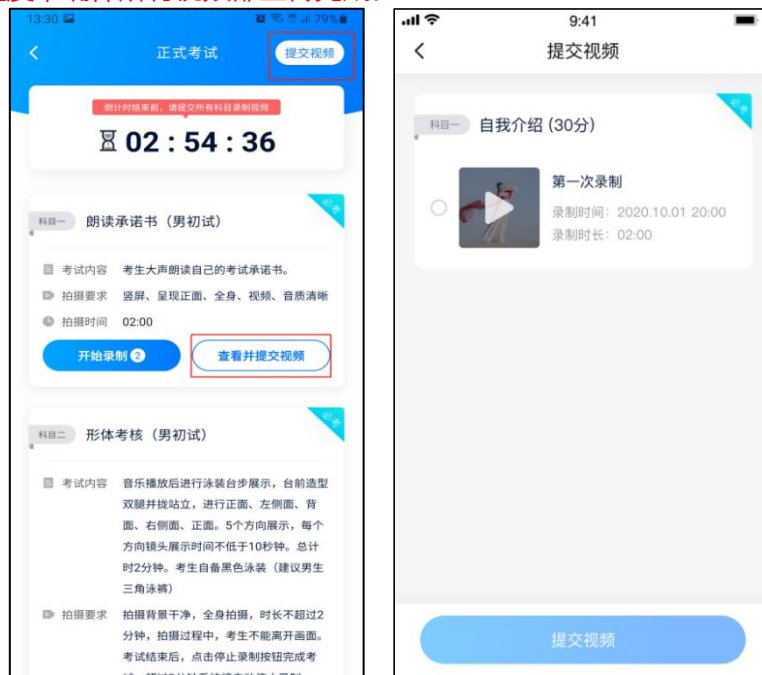 13:30
79%
正式考试
提交视频
倒计时结束前，请提交所有科目录制视频
02 : 54 : 36
必考
科目一
朗读承诺书（男初试）
考试内容 考生大声朗读自己的考试承诺书。
拍摄要求 竖屏、呈现正面、全身、视频、音质清晰
拍摄时间 02:00
开始录制 2
查看并提交视频
必考
科目二
形体考核（男初试）
考试内容 音乐播放后进行泳装台步展示，台前造型
双腿并拢站立，进行正面、左侧面、背
面、右侧面、正面。5个方向展示，每个
方向镜头展示时间不低于10秒钟。总计
时2分钟。考生自备黑色泳装（建议男生
三角泳裤）
拍摄要求 拍摄背景干净，全身拍摄，时长不超过2
分钟，拍摄过程中，考生不能离开画面。
考试结束后，点击停止录制按钮完成考
9:41
提交视频
必考
科目一
自我介绍 (30分)
第一次录制
录制时间：2020.10.01 20:00
录制时长：02:00
提交视频